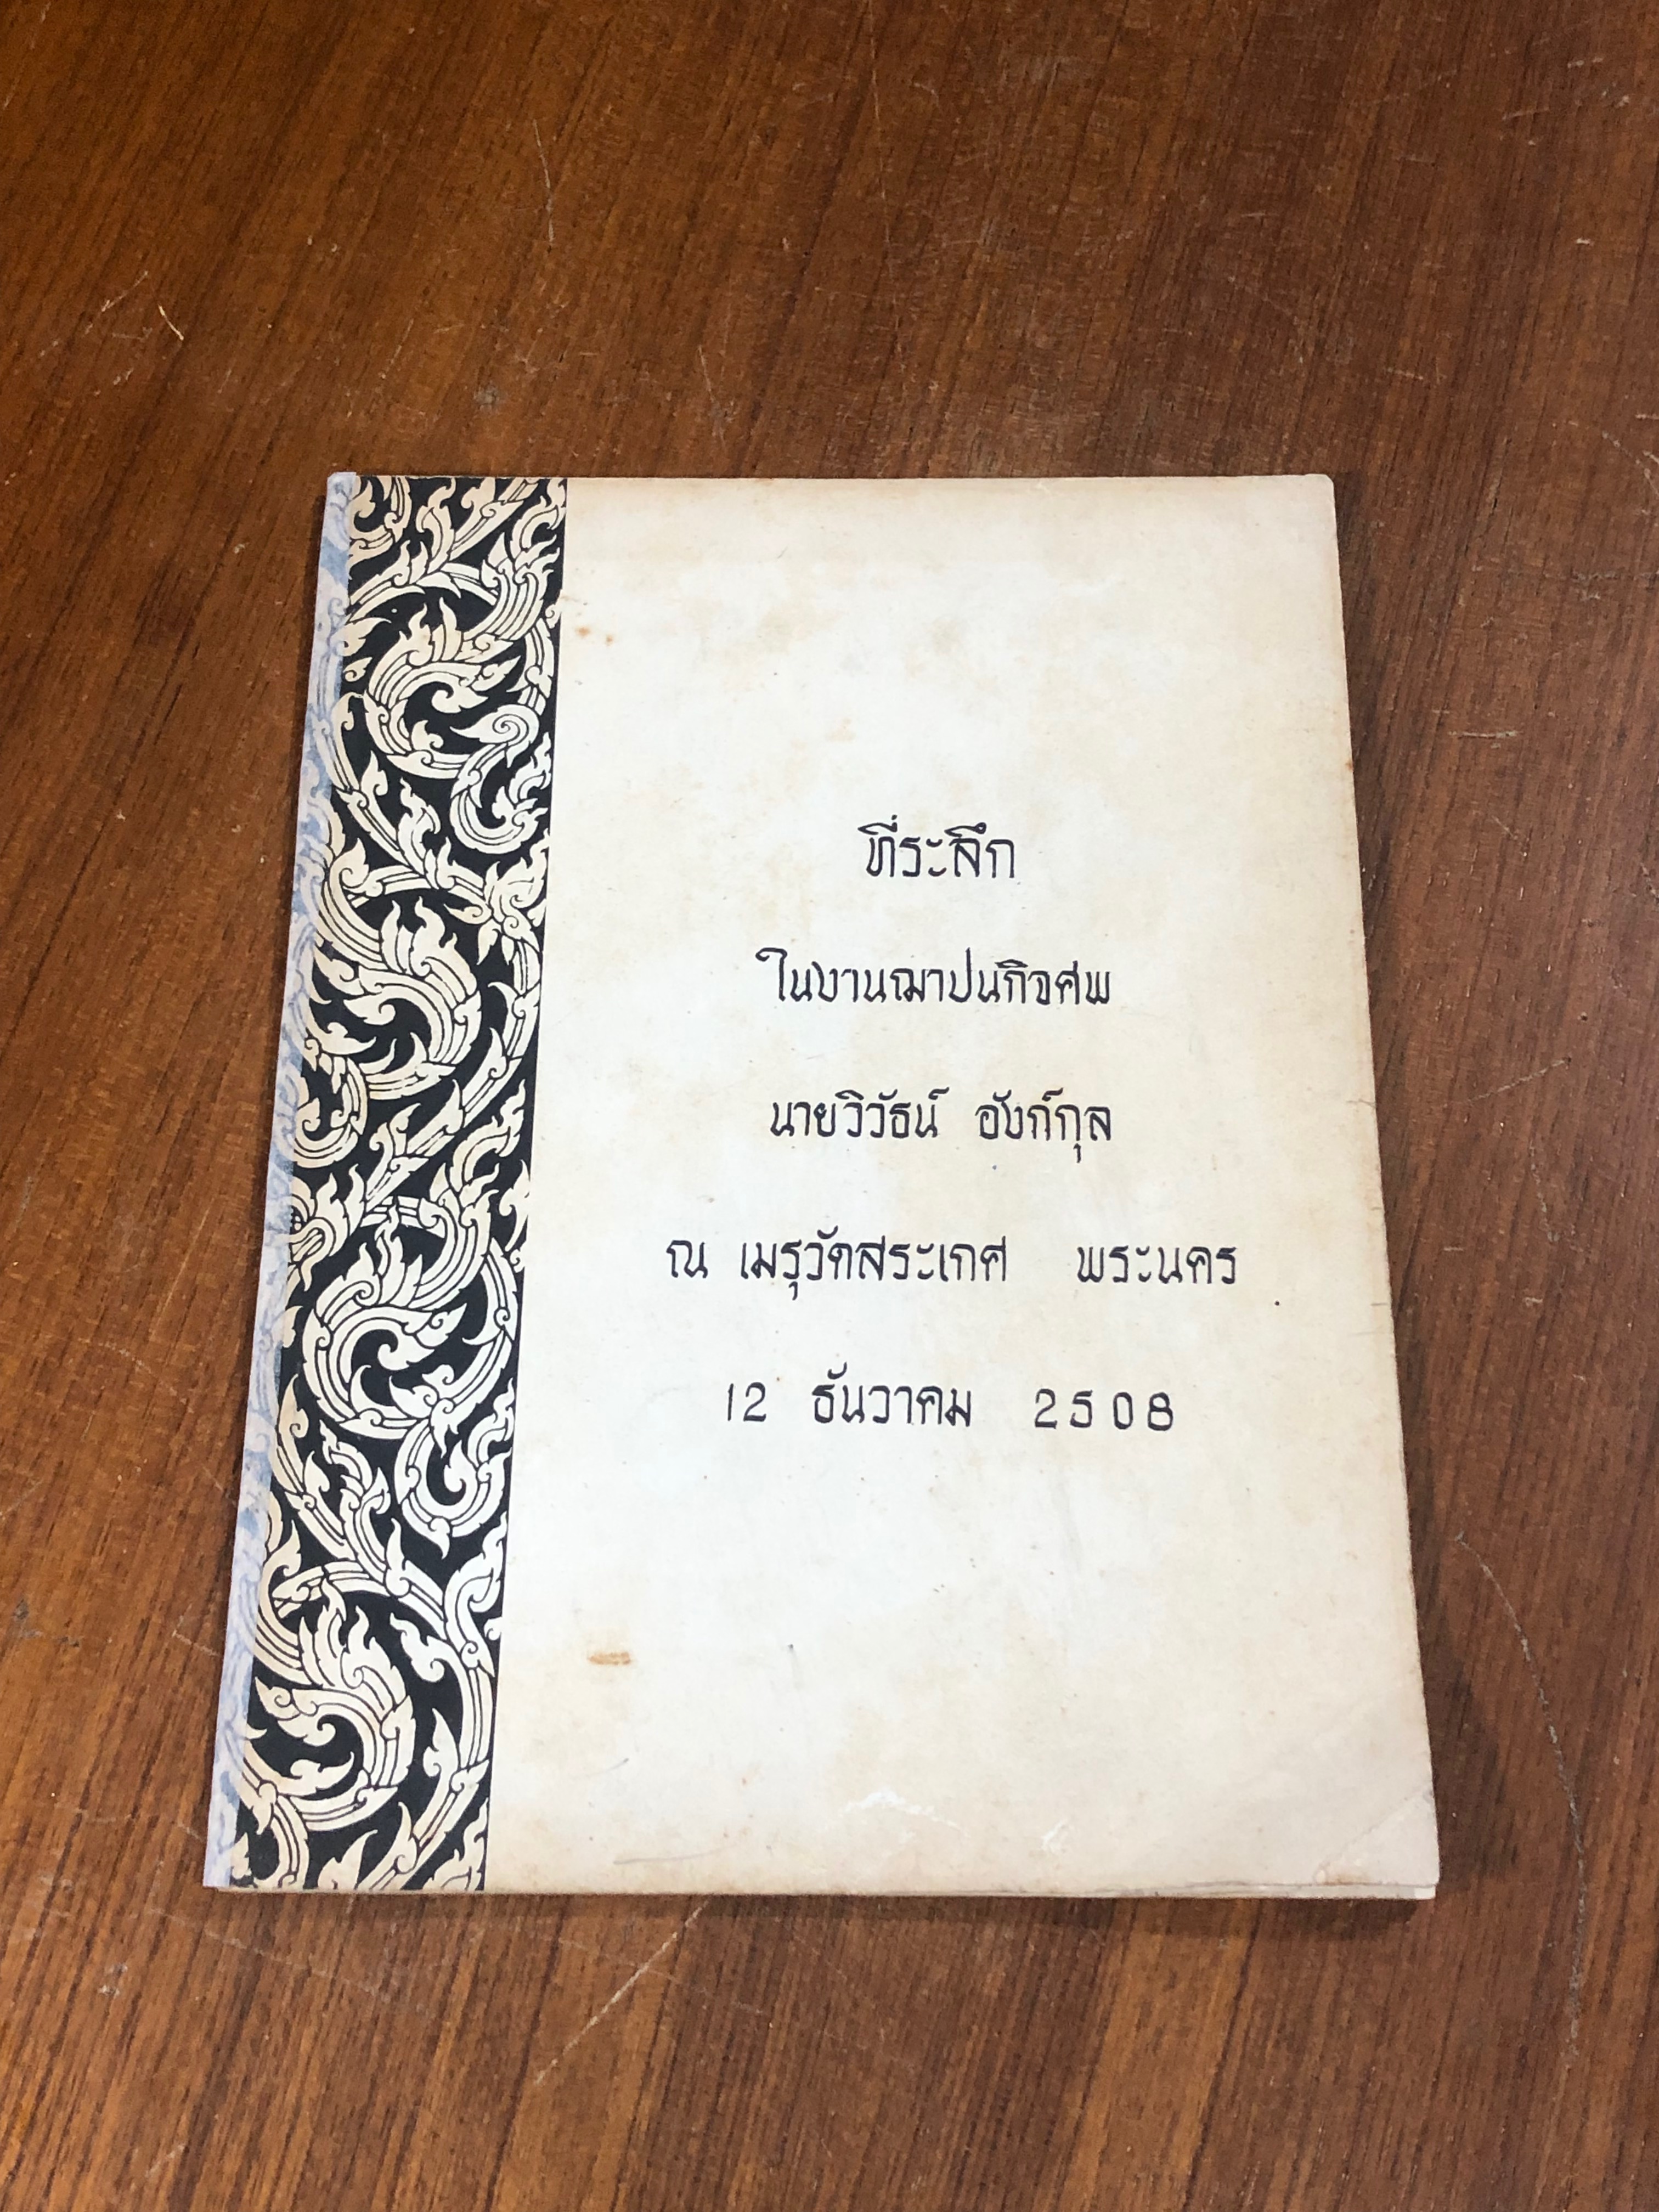 ที่ระลึก
ในงานฌาปนกิจศพ
นายวิวัธน์ อังก์กุล
ณ เมรุวัดสระเกศ พระนคร
12 ธันวาคม 2508